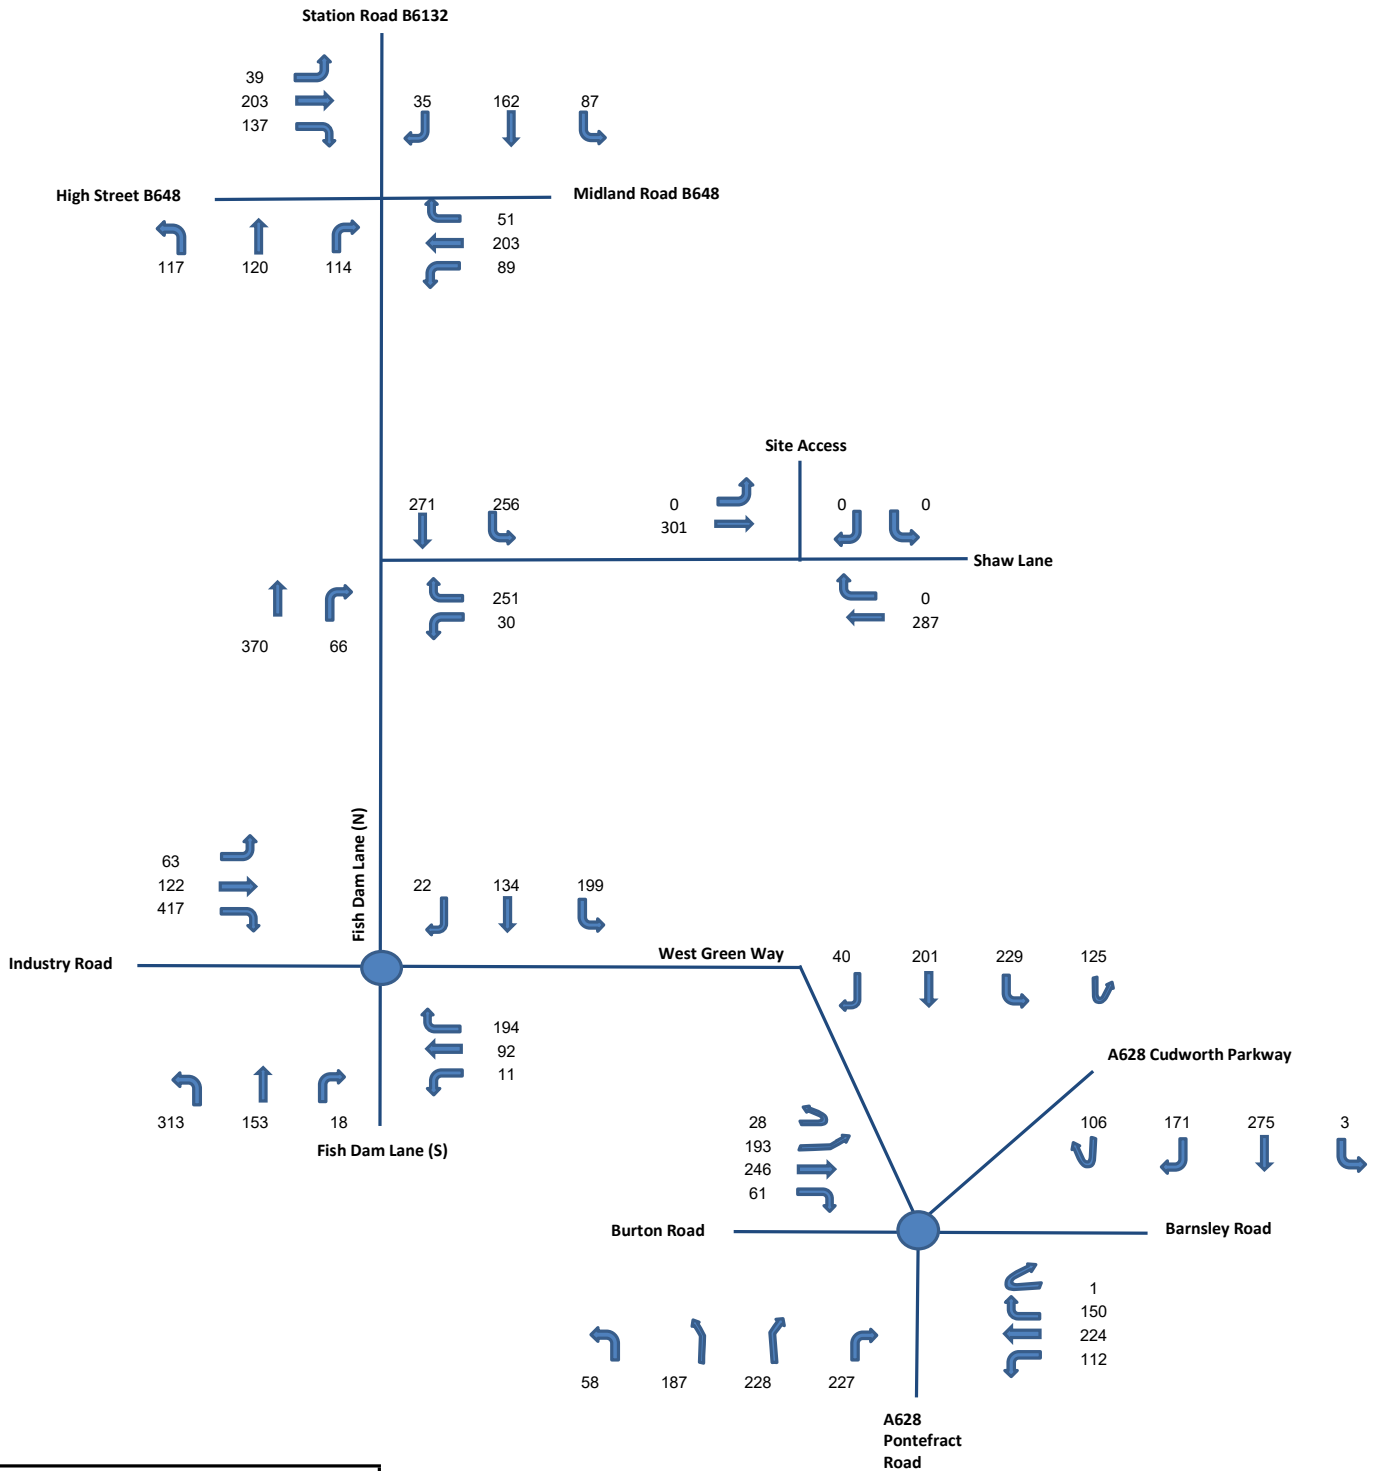 Station Road B6132
39
203
137
35 162 87
High Street B648
Midland Road B648
117 120 114
51
203
89
Site Access
271 256
0
301
0 0
Shaw Lane
370 66
251
30
0
287
Fish Dam Lane (N)
63
122
417
22 134 199
Industry Road
West Green Way
40 201 229 125
194
92
11
313 153 18
Fish Dam Lane (S)
A628 Cudworth Parkway
28
193
246
61
106 171 275 3
Burton Road
Barnsley Road
1
150
224
112
58 187 228 227
A628
Pontefract
Road